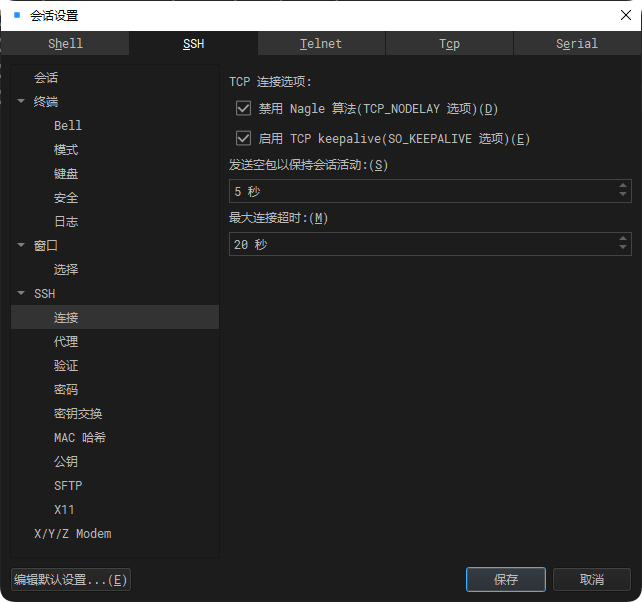 会话设置
Shell
SSH
Telnet
Tcp
Serial
会话
终端
Bell
模式
键盘
安全
日志
窗口
选择
SSH
连接
代理
验证
密码
密钥交换
MAC 哈希
公钥
SFTP
X11
X/Y/Z Modem
TCP 连接选项:
禁用 Nagle 算法(TCP_NODELAY 选项)(D)
启用 TCP keepalive(SO_KEEPALIVE 选项)(E)
发送空包以保持会话活动:(S)
5 秒
最大连接超时:(M)
20 秒
编辑默认设置...(E)
保存
取消